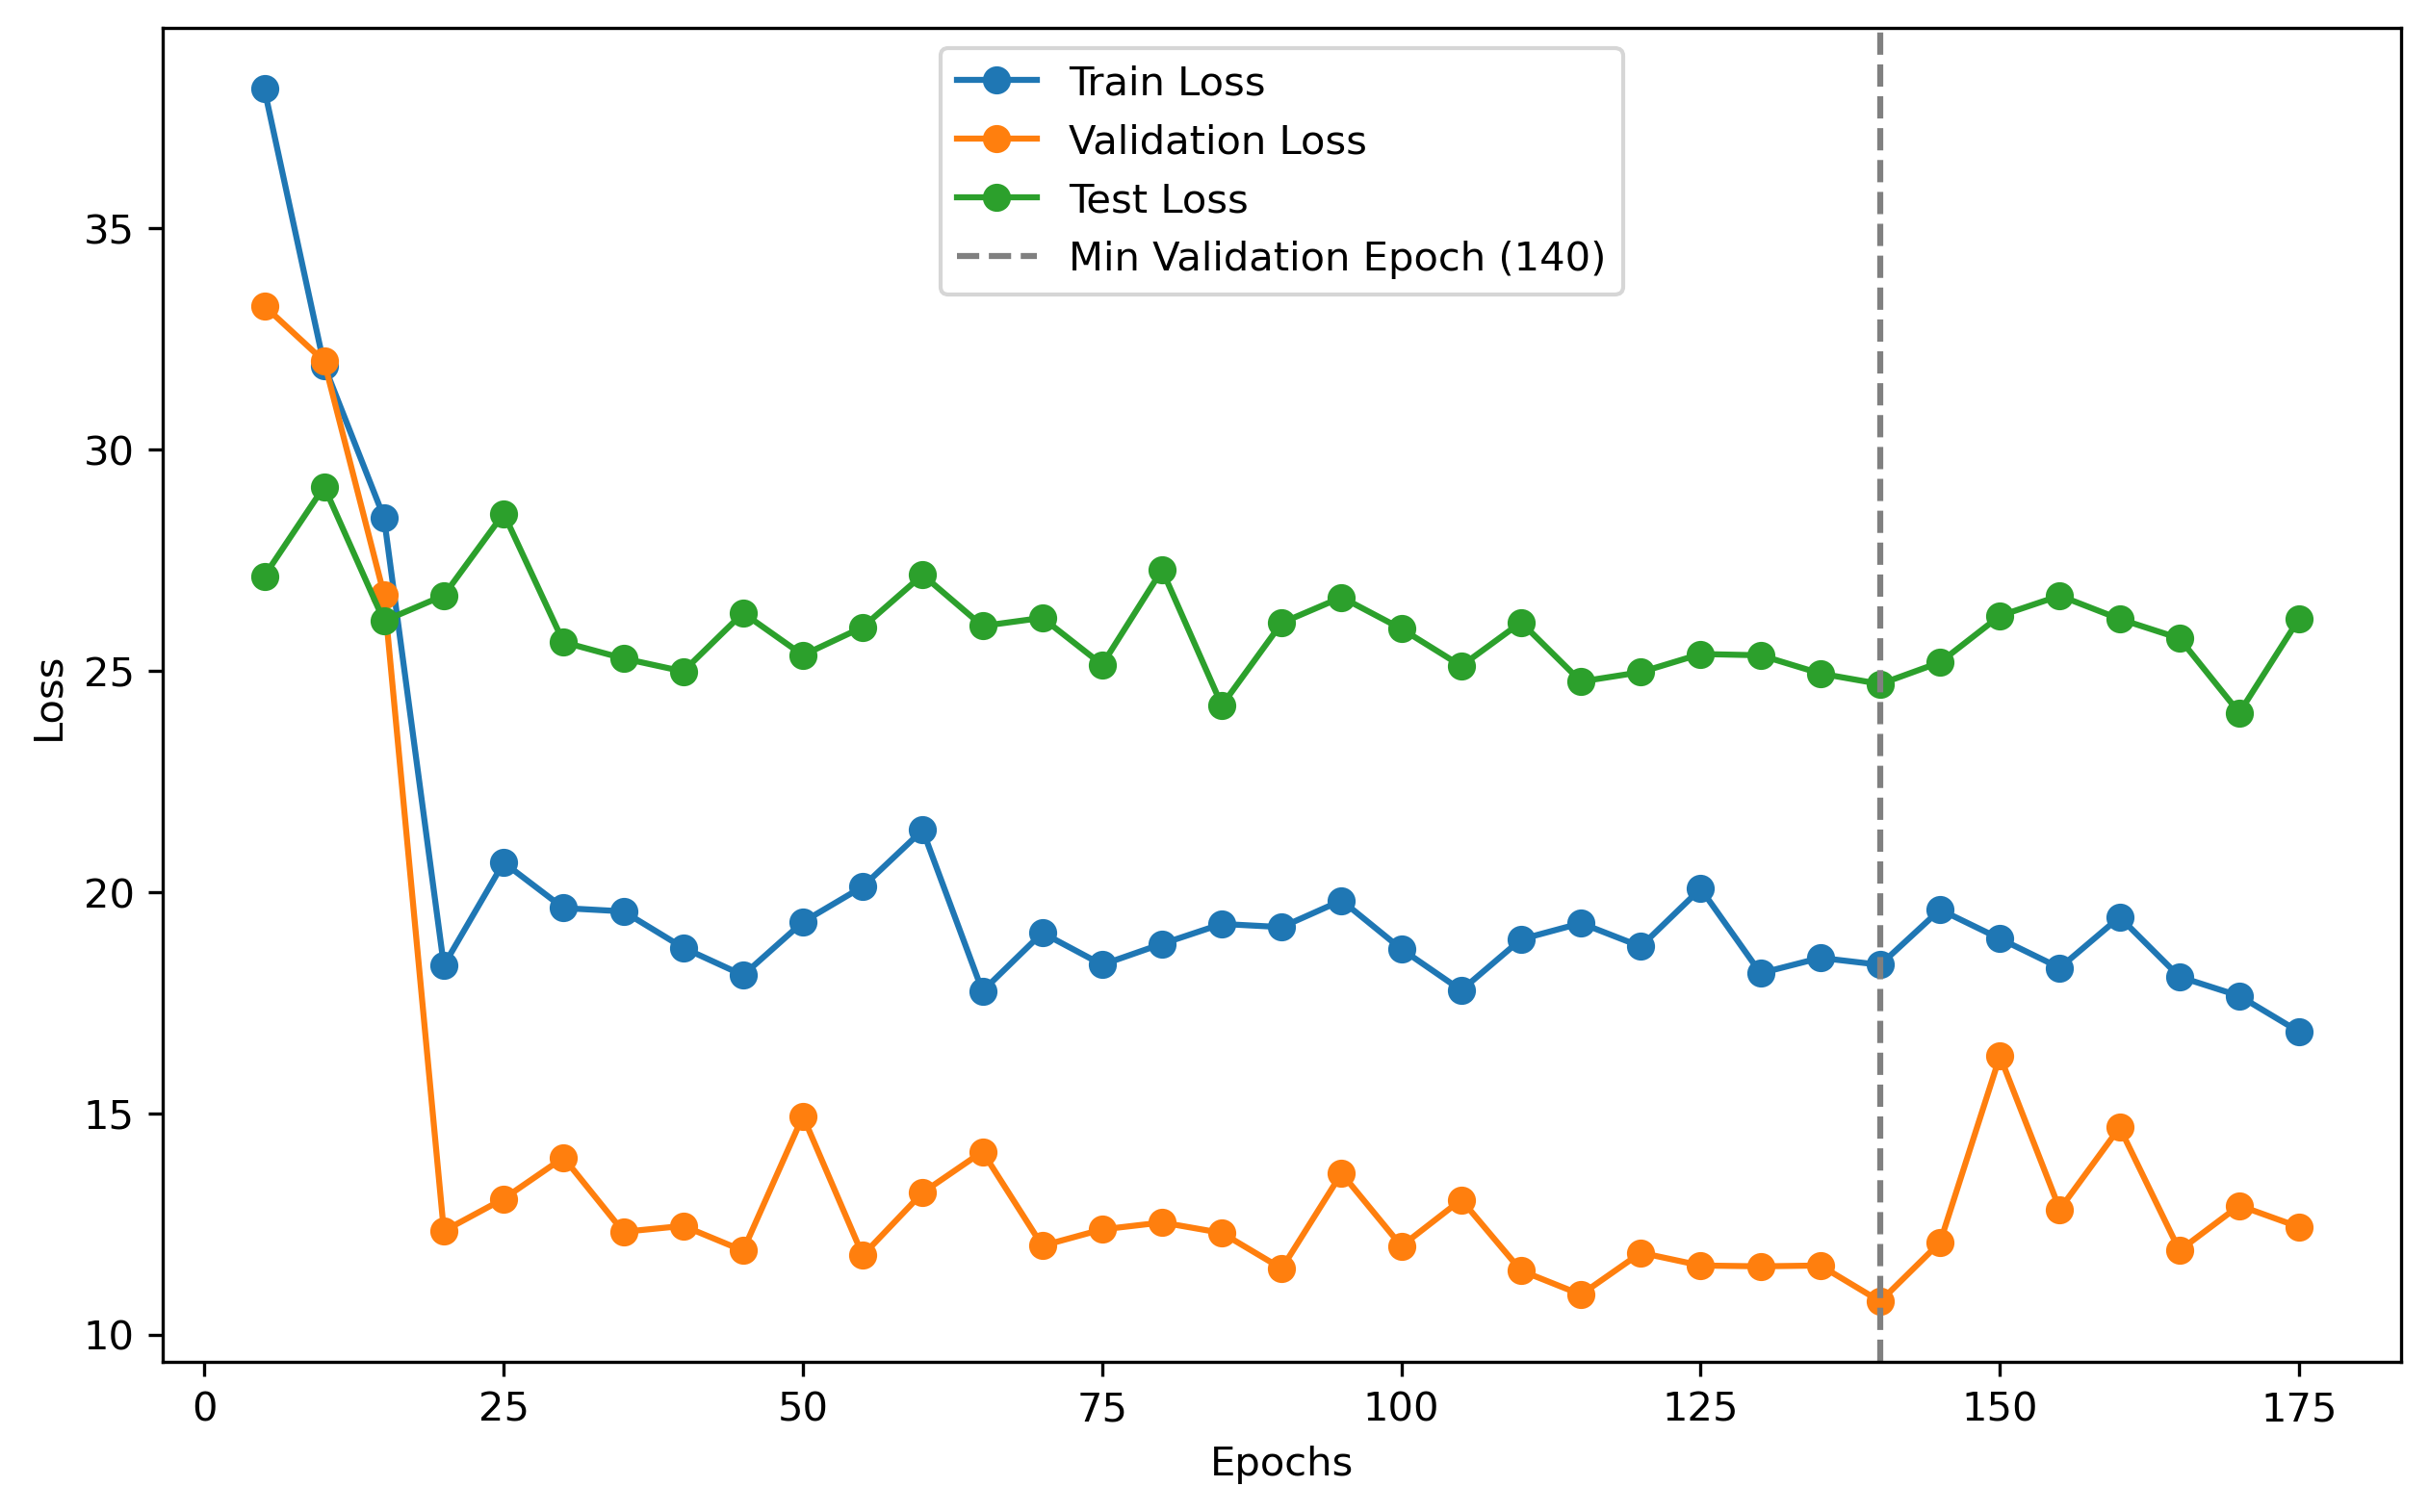 Train Loss
Validation Loss
Test Loss
Min Validation Epoch (140)
35
30
25
20
15
10
Loss
0 25 50 75 100 125 150 175
Epochs